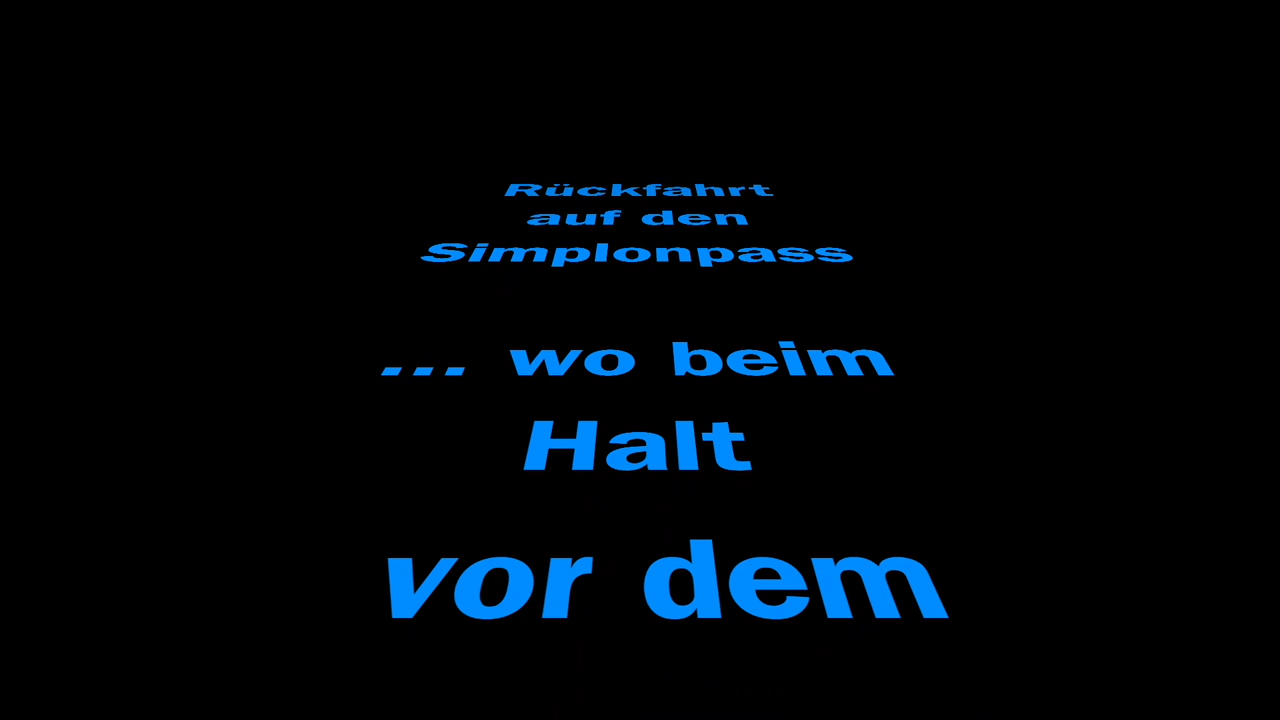 Rückfahrt
auf den
Simplonpass
... wo beim
Halt
vor dem